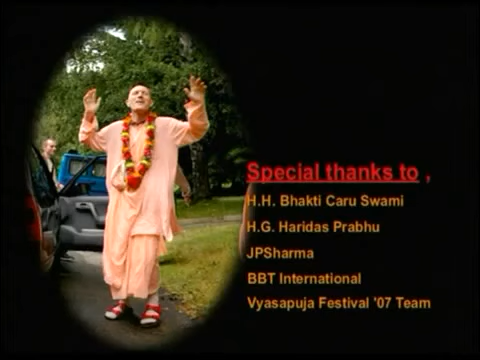 Special thanks to ,
H.H. Bhakti Caru Swami
H.G. Haridas Prabhu
JPSharma
BBT International
Vyasapuja Festival '07 Team